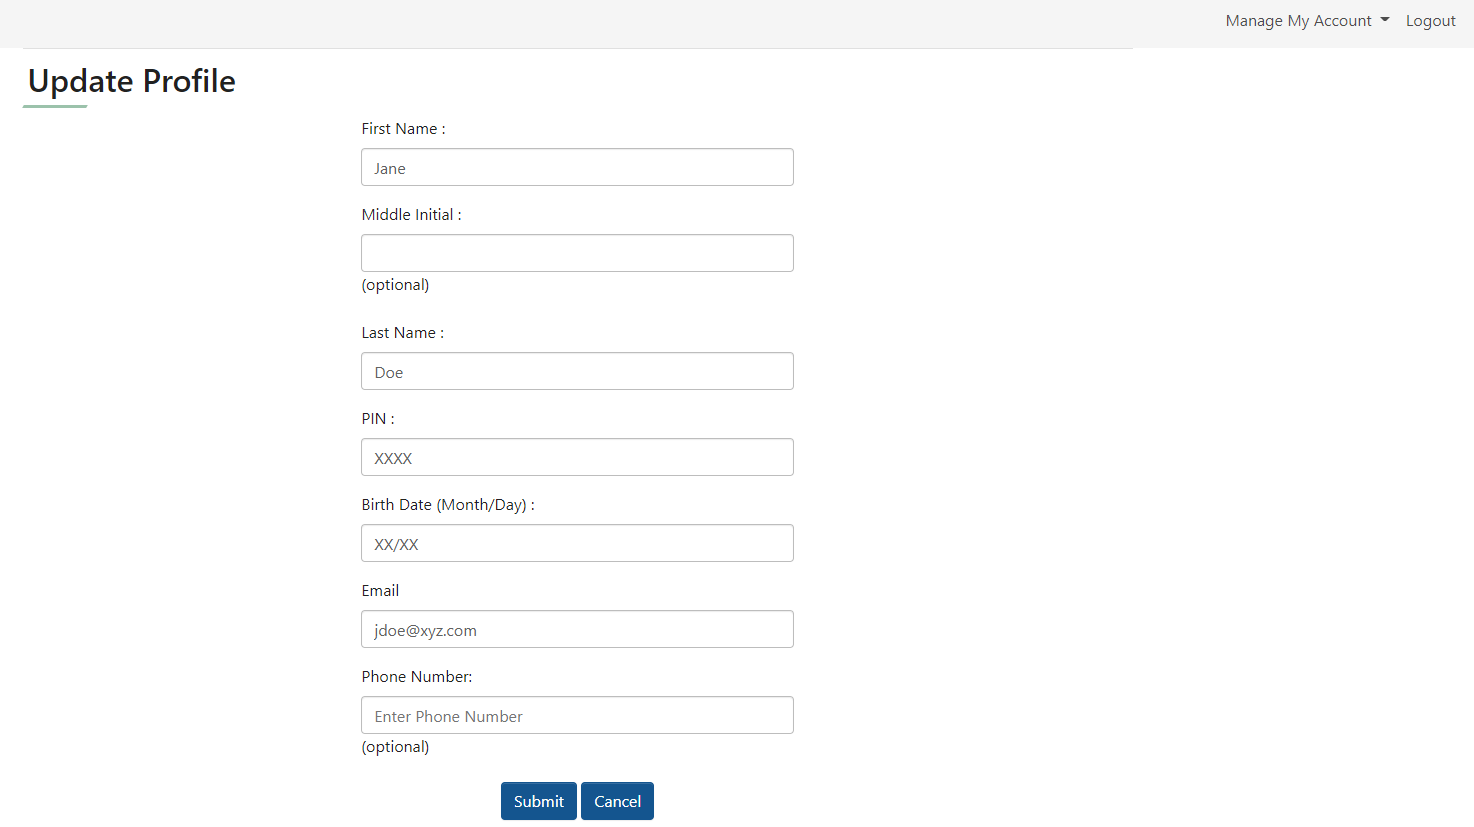 Manage My Account Logout
Update Profile
First Name :
Jane
Middle Initial :
(optional)
Last Name :
Doe
PIN :
XXXX
Birth Date (Month/Day) :
XX/XX
Email
jdoe@xyz.com
Phone Number:
Enter Phone Number
(optional)
Submit Cancel